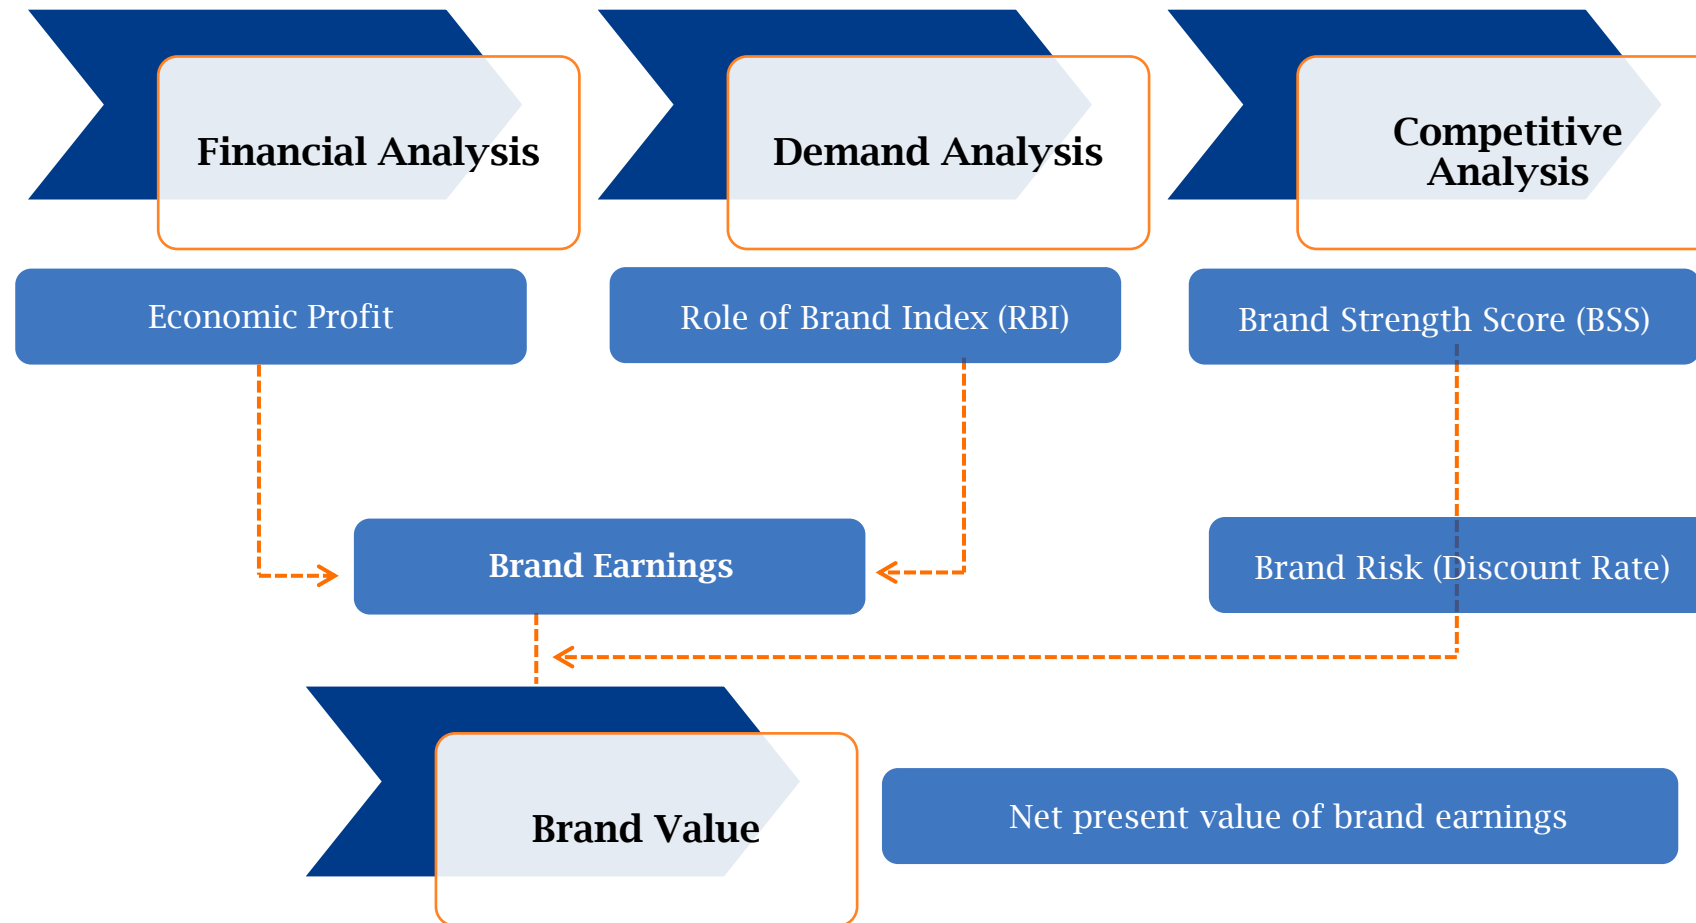 Financial Analysis
Demand Analysis
Competitive
Analysis
Economic Profit
Role of Brand Index (RBI)
Brand Strength Score (BSS)
Brand Earnings
Brand Risk (Discount Rate)
Brand Value
Net present value of brand earnings